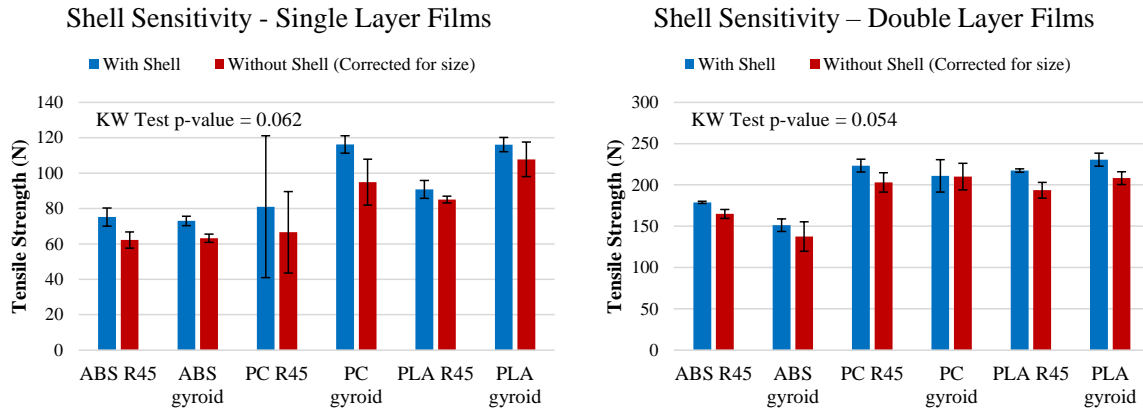 Shell Sensitivity - Single Layer Films
With Shell
Without Shell (Corrected for size)
KW Test p-value = 0.062
Tensile Strength (N)
140
120
100
80
60
40
20
0
ABS R45
ABS
gyroid
PC R45
PC
gyroid
PLA R45
PLA
gyroid
Shell Sensitivity – Double Layer Films
With Shell
Without Shell (Corrected for size)
KW Test p-value = 0.054
Tensile Strength (N)
300
250
200
150
100
50
0
ABS R45
ABS
gyroid
PC R45
PC
gyroid
PLA R45
PLA
gyroid